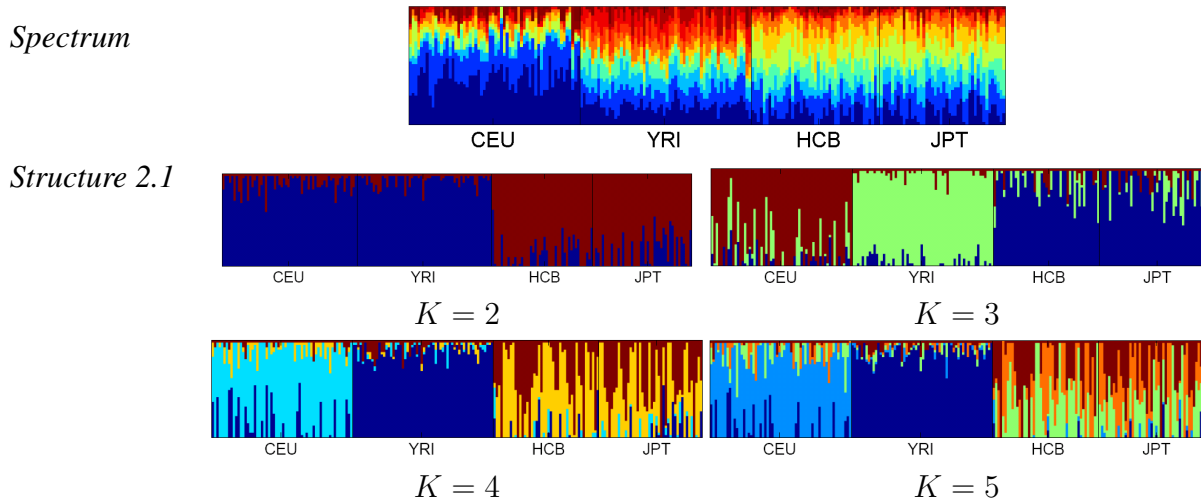 Spectrum
CEU YRI HCB JPT
Structure 2.1
CEU YRI HCB JPT
CEU YRI HCB JPT
K = 2
K = 3
CEU YRI HCB JPT
CEU YRI HCB JPT
K = 4
K = 5